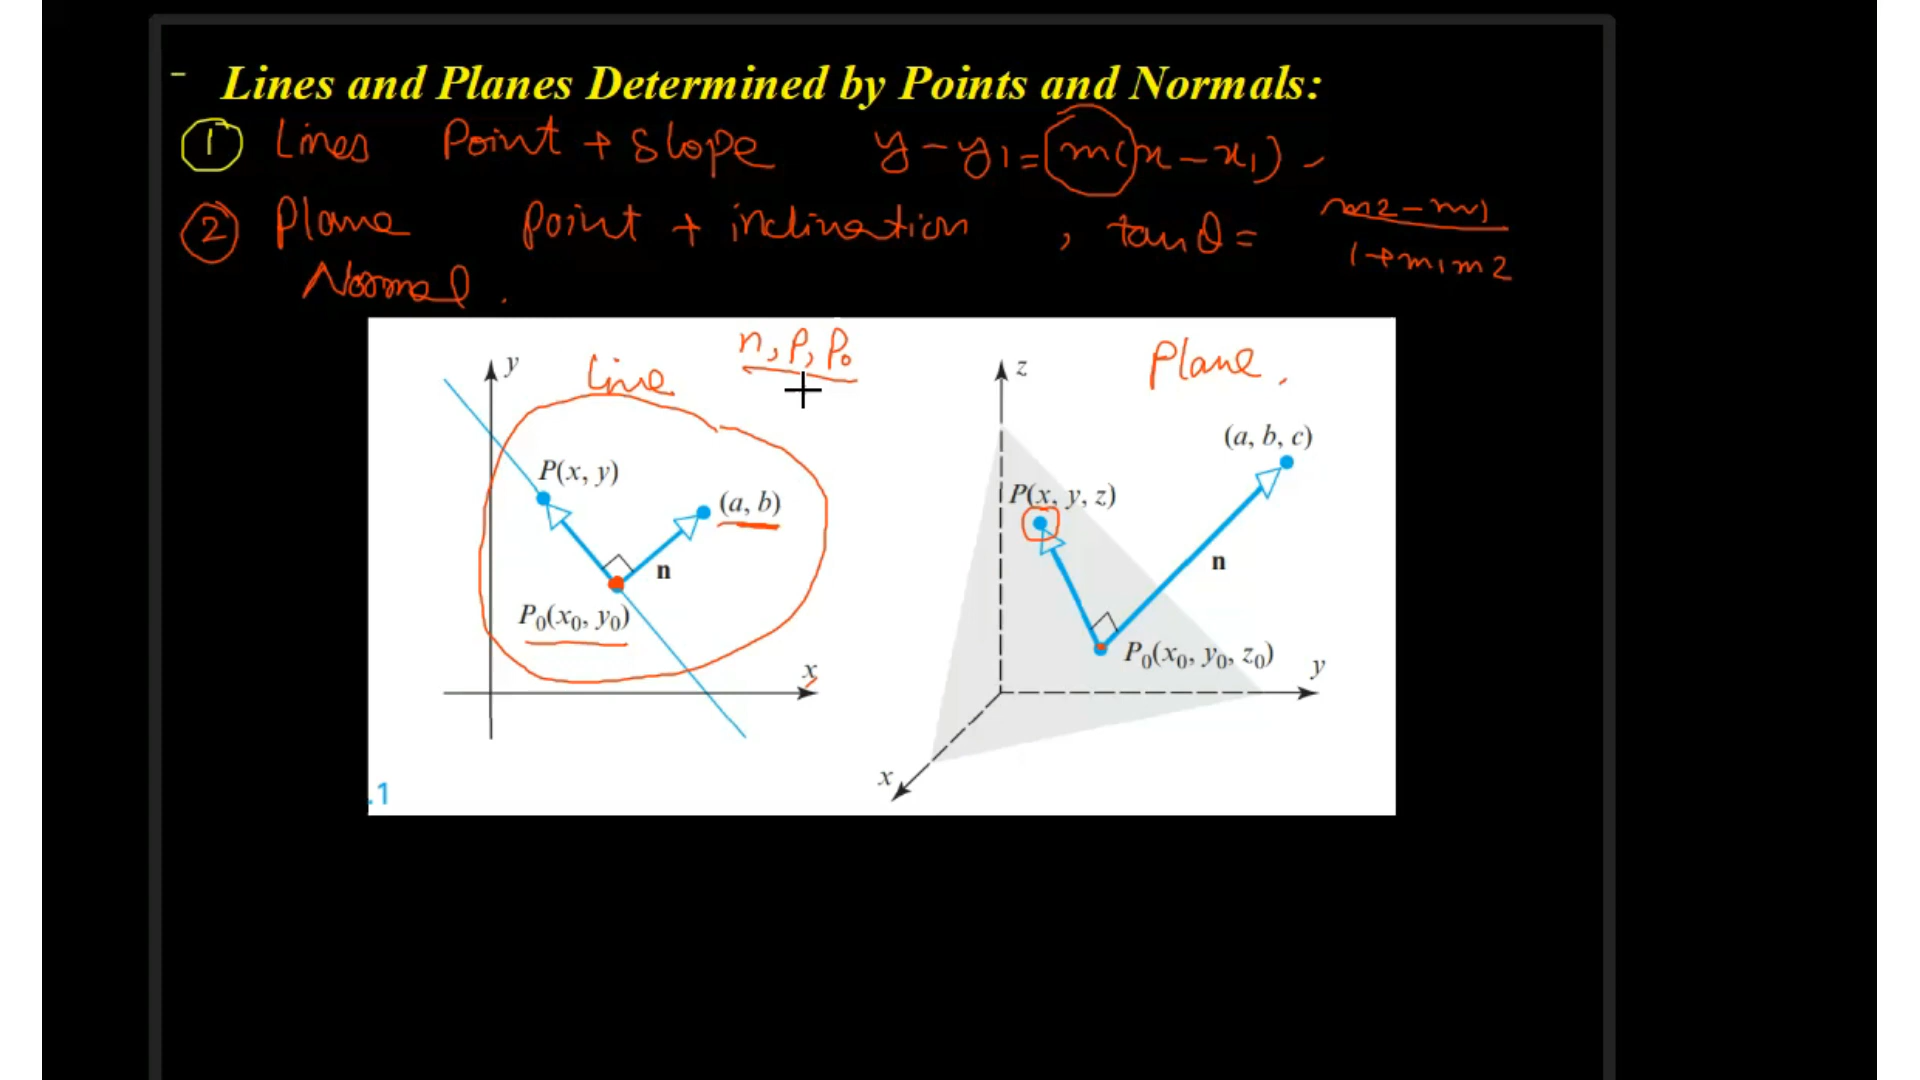 - Lines and Planes Determined by Points and Normals:
① Lines Point + Slope y-y1=m(x-x1)
② Plane Point + inclination , tanθ = m2-m1 / 1+m1m2
Normal.
n, P, P₀
Line
Plane.
y
z
(a, b, c)
P(x, y)
P(x, y, z)
(a, b)
n
n
P₀(x₀, y₀)
P₀(x₀, y₀, z₀)
x
y
x
.1